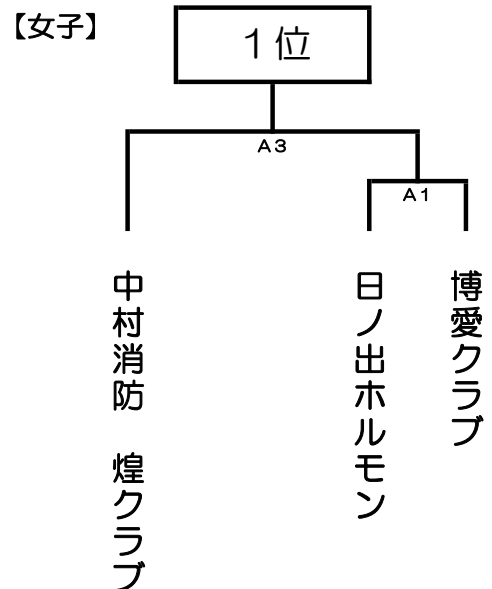 【女子】
１位
A3
A1
中村消防　煌クラブ
日ノ出ホルモン
博愛クラブ